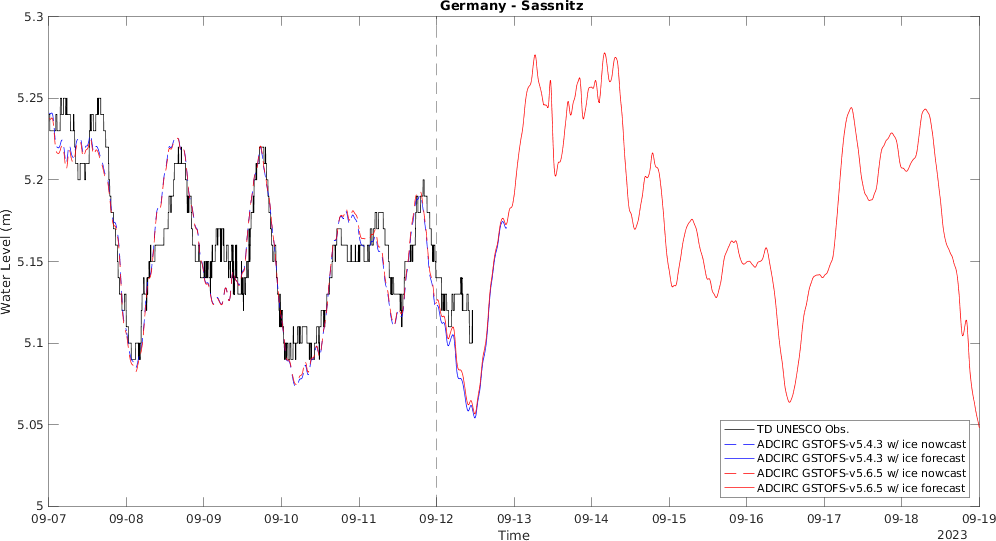 Germany - Sassnitz
5.3
5.25
5.2
5.15
5.1
5.05
5
Water Level (m)
09-07 09-08 09-09 09-10 09-11 09-12 09-13 09-14 09-15 09-16 09-17 09-18 09-19
Time
2023
TD UNESCO Obs.
ADCIRC GSTOFS-v5.4.3 w/ ice nowcast
ADCIRC GSTOFS-v5.4.3 w/ ice forecast
ADCIRC GSTOFS-v5.6.5 w/ ice nowcast
ADCIRC GSTOFS-v5.6.5 w/ ice forecast